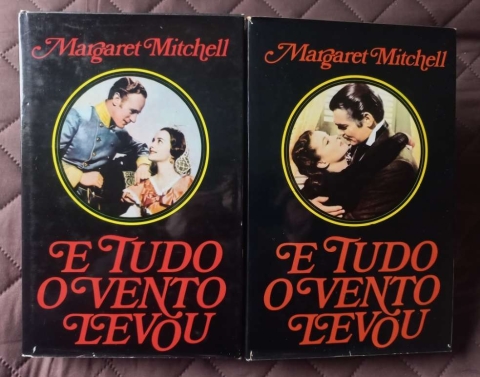 Margaret Mitchell
E TUDO
O VENTO
LEVOU
Margaret Mitchell
E TUDO
O VENTO
LEVOU